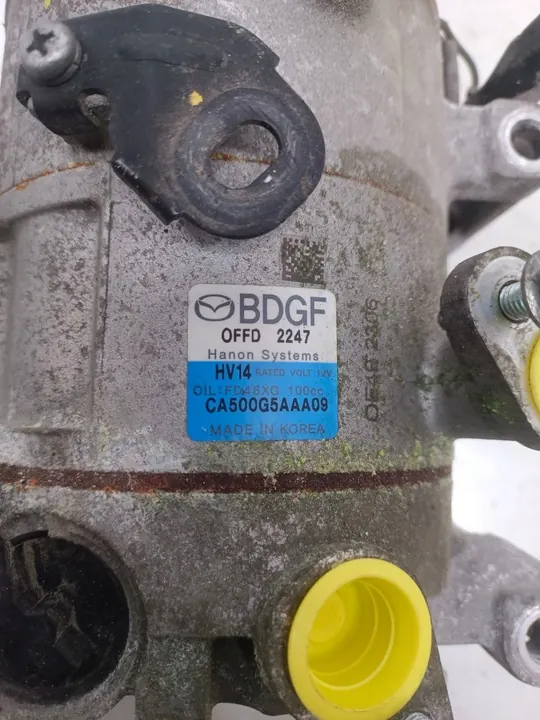 BDGF
OFFD 2247
Hanon Systems
HV14 RATED VOLT 12V
OIL:FD46XG 100cc
CA500G5AAA09
MADE IN KOREA